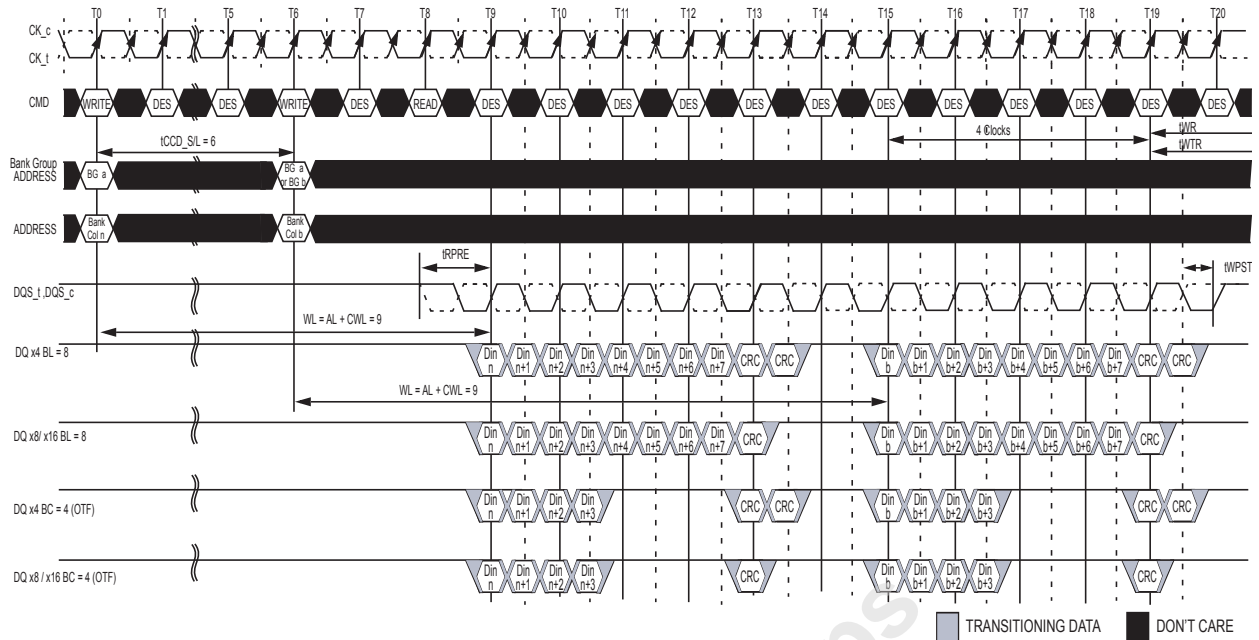 T0 T1 T5 T6 T7 T8 T9 T10 T11 T12 T13 T14 T15 T16 T17 T18 T19 T20
CK_c
CK_t
CMD WRITE DES DES WRITE DES READ DES DES DES DES DES DES DES DES DES DES DES DES
tCCD_S/L = 6
4 Clocks
tWR
tWTR
Bank Group
ADDRESS
BG a
BG a
or BG b
ADDRESS
Bank
Col n
Bank
Col b
tRPRE
tWPST
DQS_t ,DQS_c
WL = AL + CWL = 9
DQ x4 BL = 8
Din n Din n+1 Din n+2 Din n+3 Din n+4 Din n+5 Din n+6 Din n+7 CRC CRC Din b Din b+1 Din b+2 Din b+3 Din b+4 Din b+5 Din b+6 Din b+7 CRC CRC
WL = AL + CWL = 9
DQ x8/ x16 BL = 8
Din n Din n+1 Din n+2 Din n+3 Din n+4 Din n+5 Din n+6 Din n+7 CRC Din b Din b+1 Din b+2 Din b+3 Din b+4 Din b+5 Din b+6 Din b+7 CRC
DQ x4 BC = 4 (OTF)
Din n Din n+1 Din n+2 Din n+3 CRC CRC Din b Din b+1 Din b+2 Din b+3 CRC CRC
DQ x8 / x16 BC = 4 (OTF)
Din n Din n+1 Din n+2 Din n+3 CRC Din b Din b+1 Din b+2 Din b+3 CRC
TRANSITIONING DATA
DON'T CARE